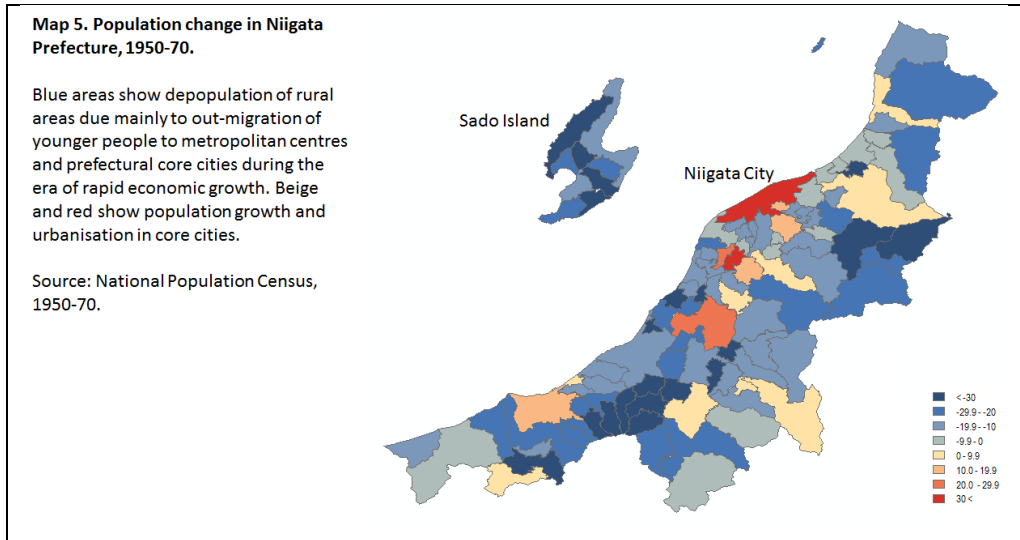 Map 5. Population change in Niigata
Prefecture, 1950-70.
Blue areas show depopulation of rural
areas due mainly to out-migration of
younger people to metropolitan centres
and prefectural core cities during the
era of rapid economic growth. Beige
and red show population growth and
urbanisation in core cities.
Source: National Population Census,
1950-70.
Sado Island
Niigata City
<-30
-29.9--20
-19.9--10
-9.9-0
0-9.9
10.0-19.9
20.0-29.9
30<